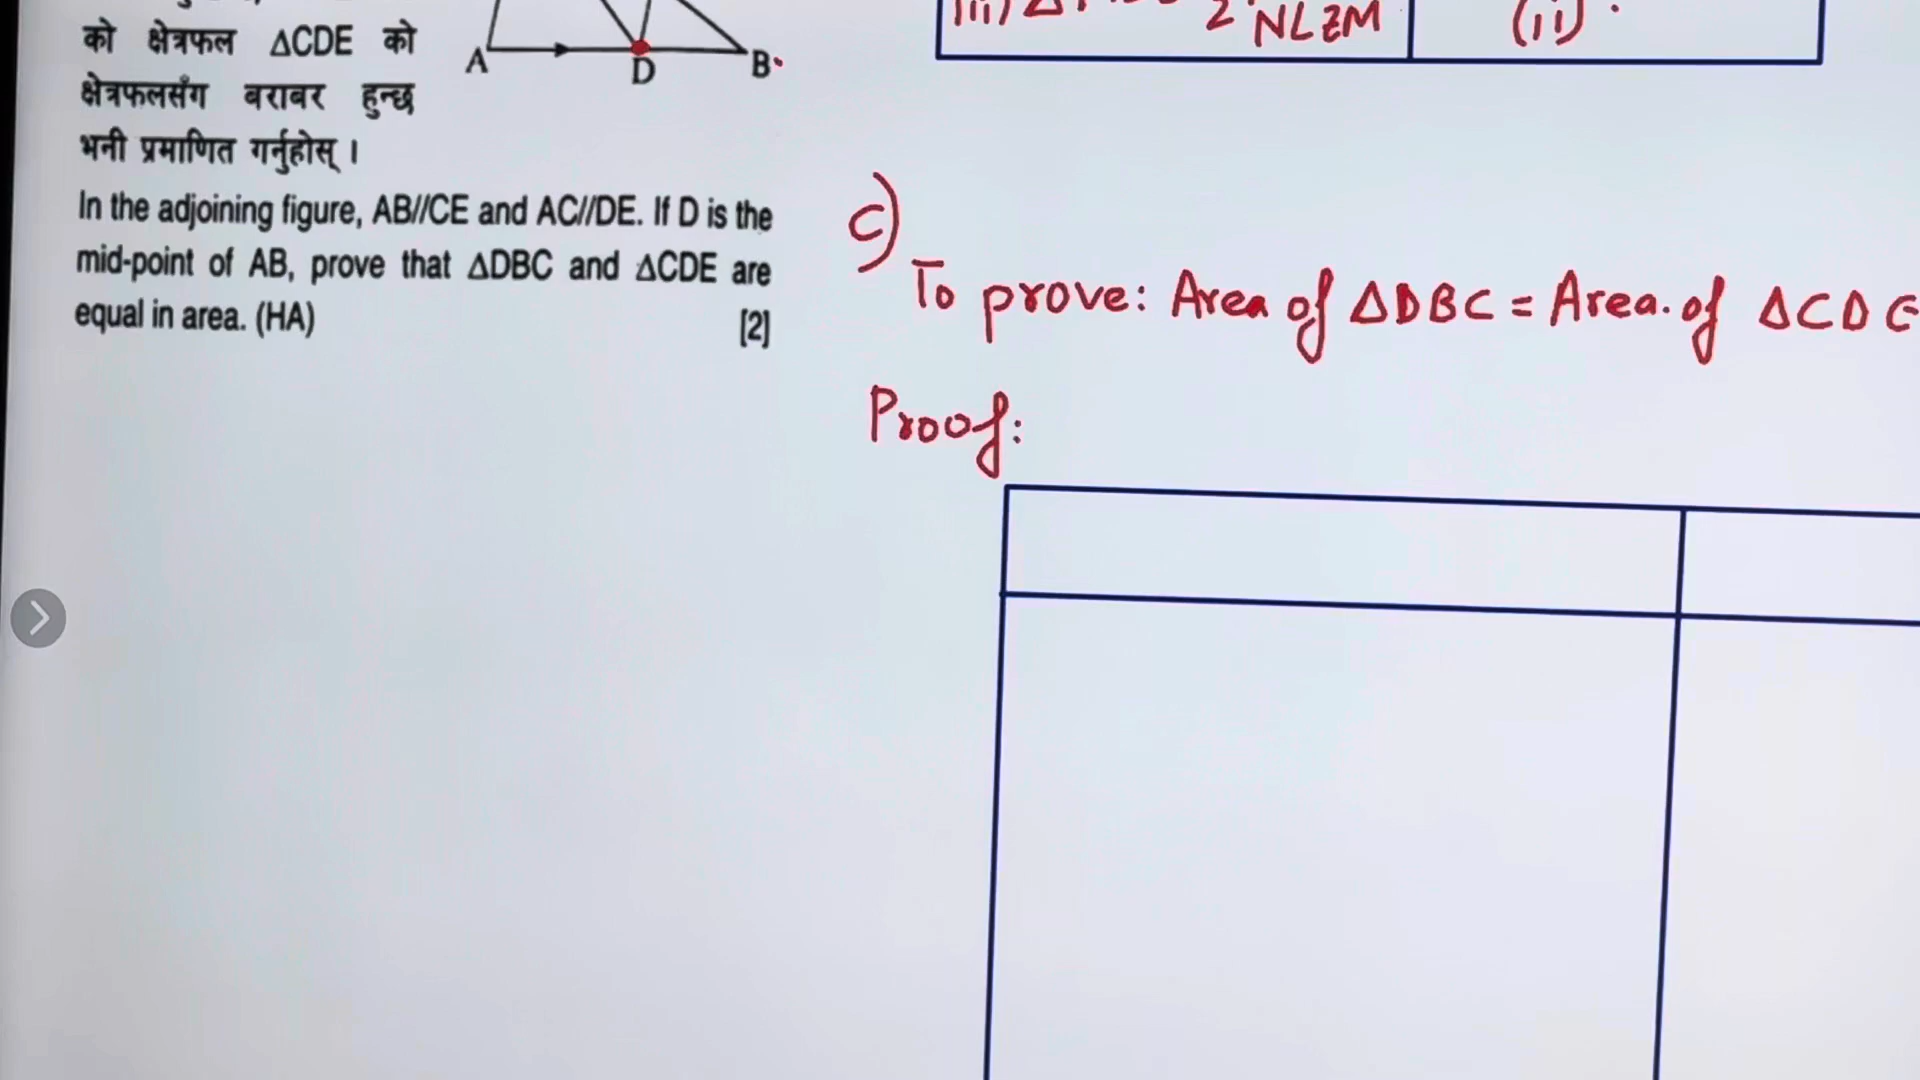 को क्षेत्रफल ΔCDE को
क्षेत्रफलसँग बराबर हुन्छ
भनी प्रमाणित गर्नुहोस् ।
A D B
In the adjoining figure, AB//CE and AC//DE. If D is the
mid-point of AB, prove that ΔDBC and ΔCDE are
equal in area. (HA) [2]
2 NLZM (ii)
c)
To prove: Area of ΔDBC = Area. of ΔCDE
Proof: